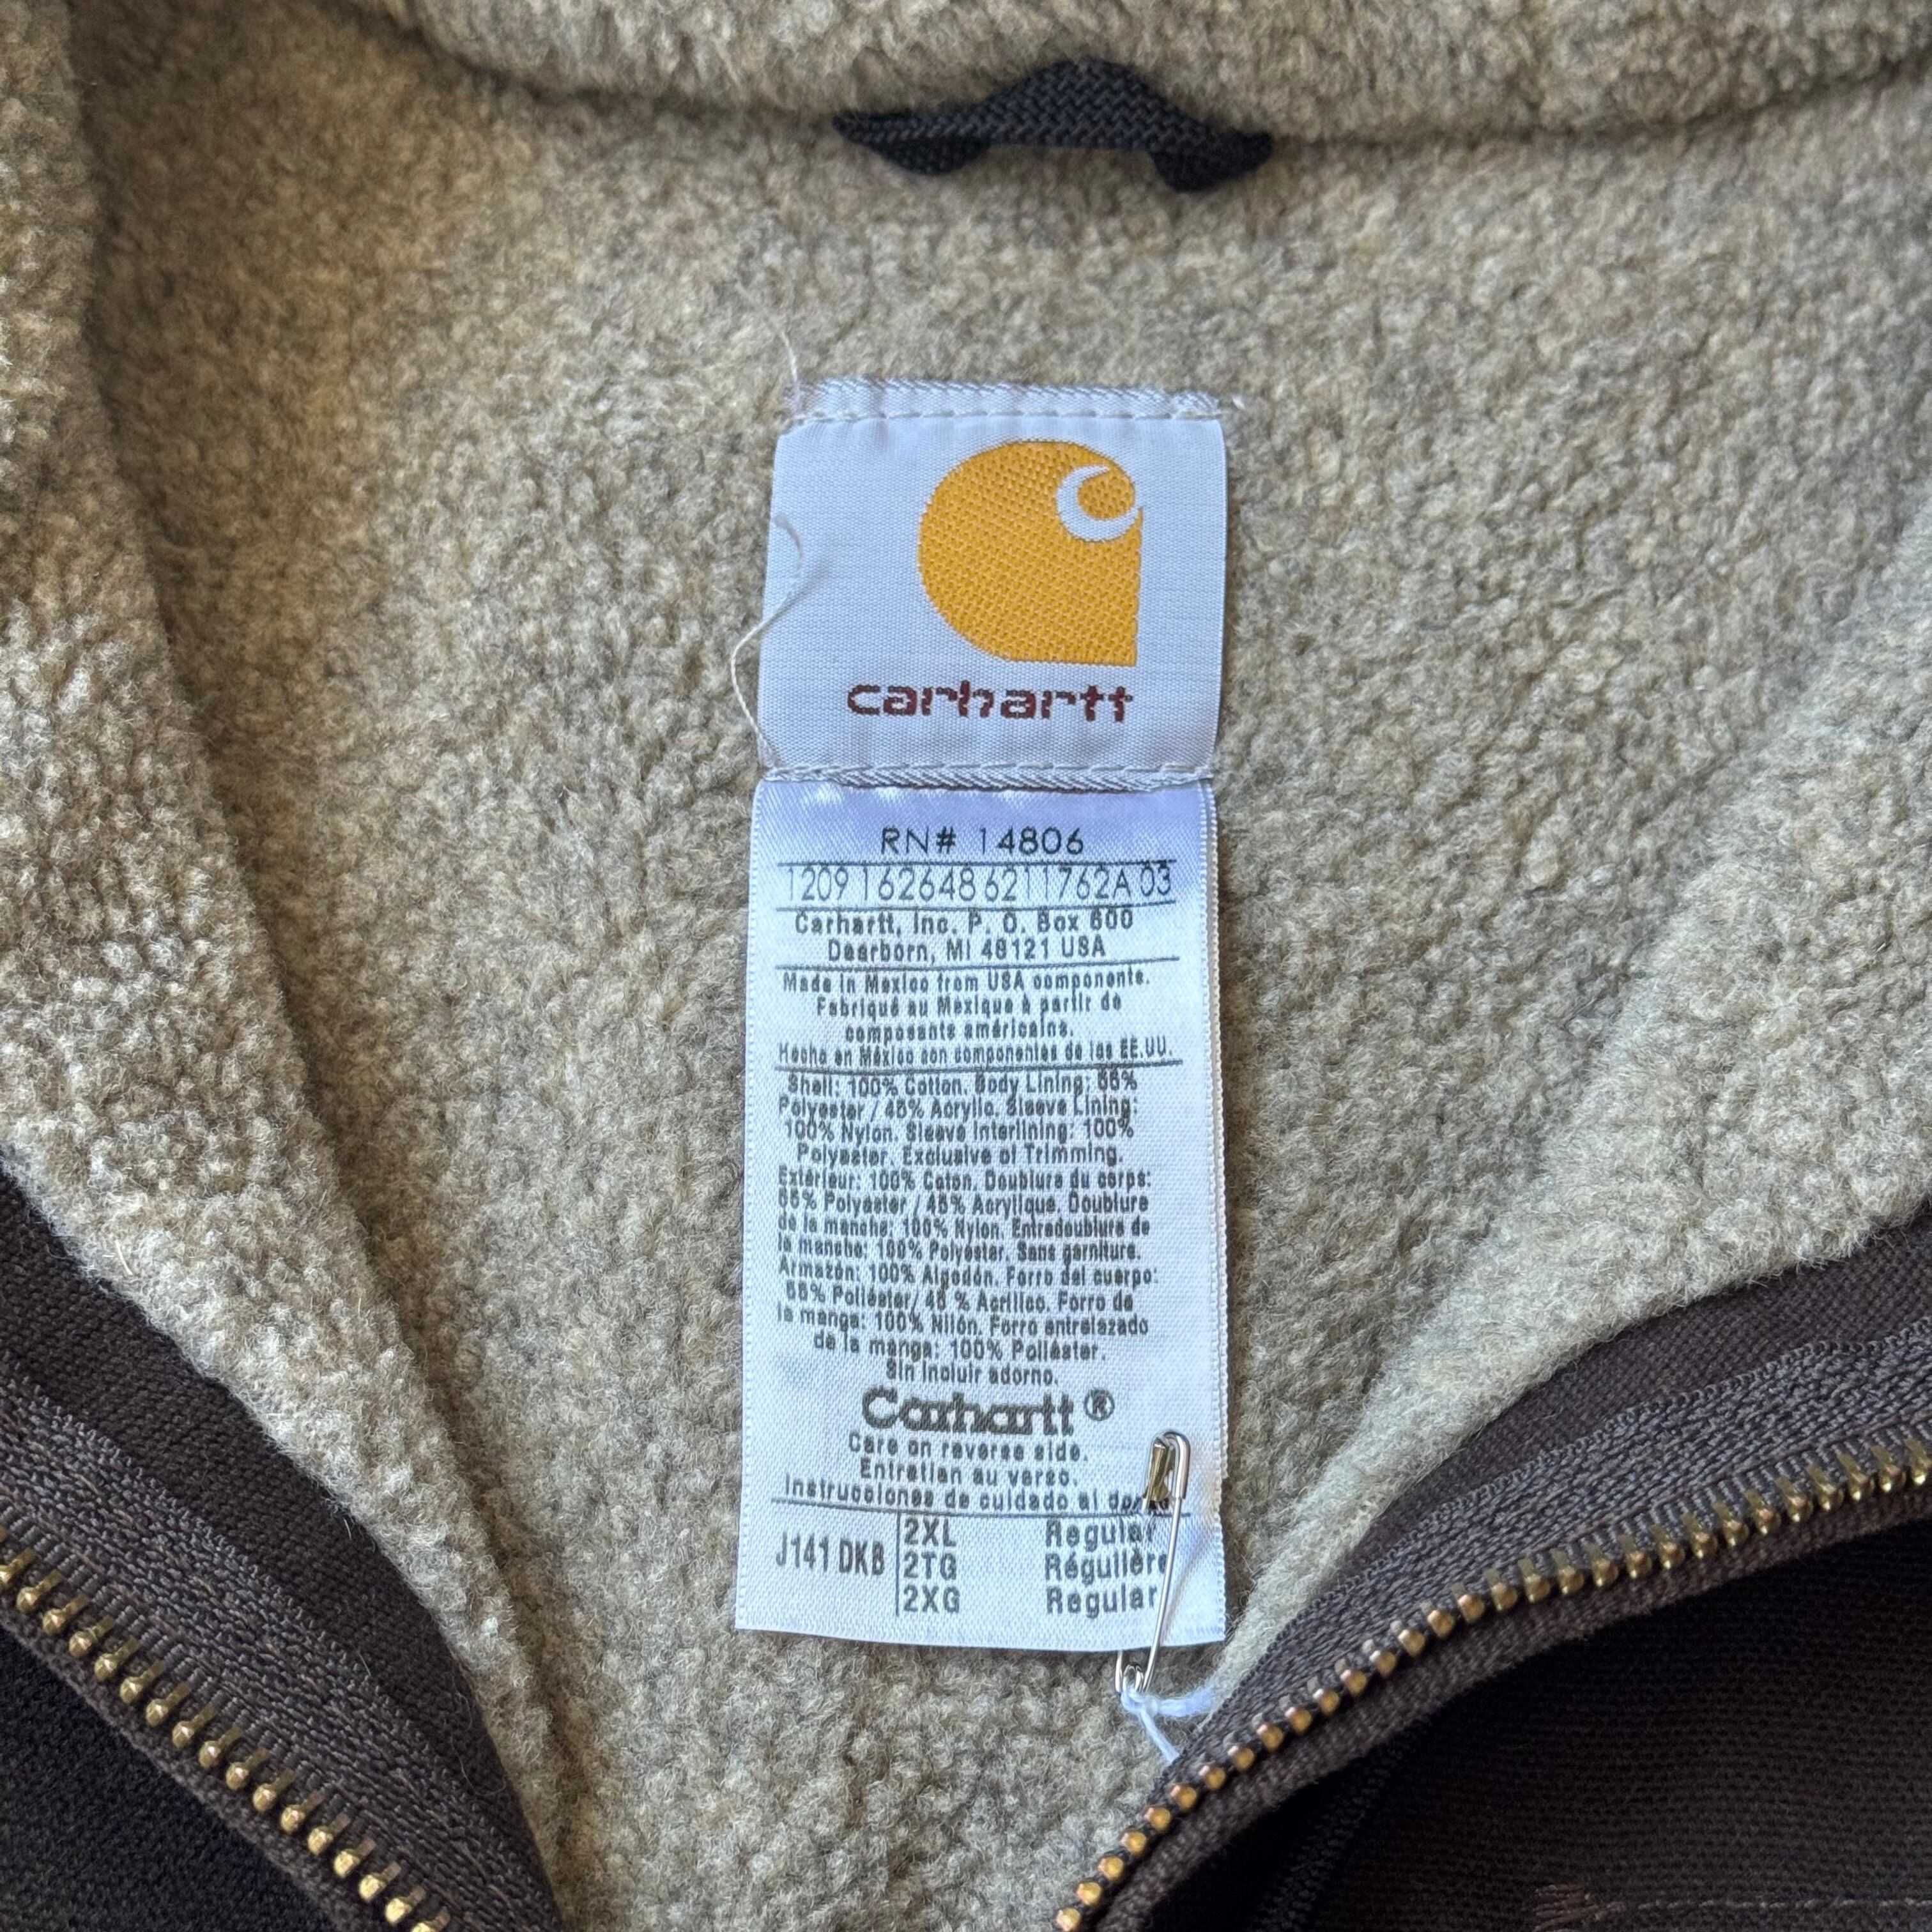 carhartt
RN# 14806
1209 162648 6211762A 03
Carhartt, Inc. P. O. Box 600
Dearborn, MI 48121 USA
Made in Mexico from USA components.
Fabriqué au Mexique à partir de
composants américains.
Hecho en México con componentes de los EE.UU.
Shell: 100% Cotton. Body Lining: 55%
Polyester / 45% Acrylic. Sleeve Lining:
100% Nylon. Sleeve Interlining: 100%
Polyester. Exclusive of Trimming.
Extérieur: 100% Coton. Doublure du corps:
55% Polyester / 45% Acrylique. Doublure
de la manche: 100% Nylon. Entredoublure de
la manche: 100% Polyester. Sans garniture.
Armazón: 100% Algodón. Forro del cuerpo:
55% Poliéster/ 45 % Acrílico. Forro de
la manga: 100% Nilón. Forro entrelazado
de la manga: 100% Poliéster.
Sin incluir adorno.
Carhartt ®
Care on reverse side.
Entretien au verso.
Instrucciones de cuidado al dorso
J141 DKB
2XL Regular
2TG Régulière
2XG Regular